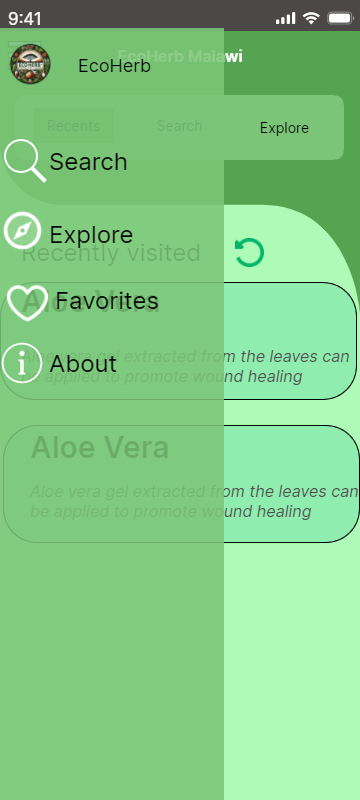 9:41
EcoHerb Malawi
EcoHerb
Recents
Search
Explore
Search
Explore
Recently visited
Favorites
Aloe Vera
About
Aloe vera gel extracted from the leaves can
be applied to promote wound healing
Aloe Vera
Aloe vera gel extracted from the leaves can
be applied to promote wound healing